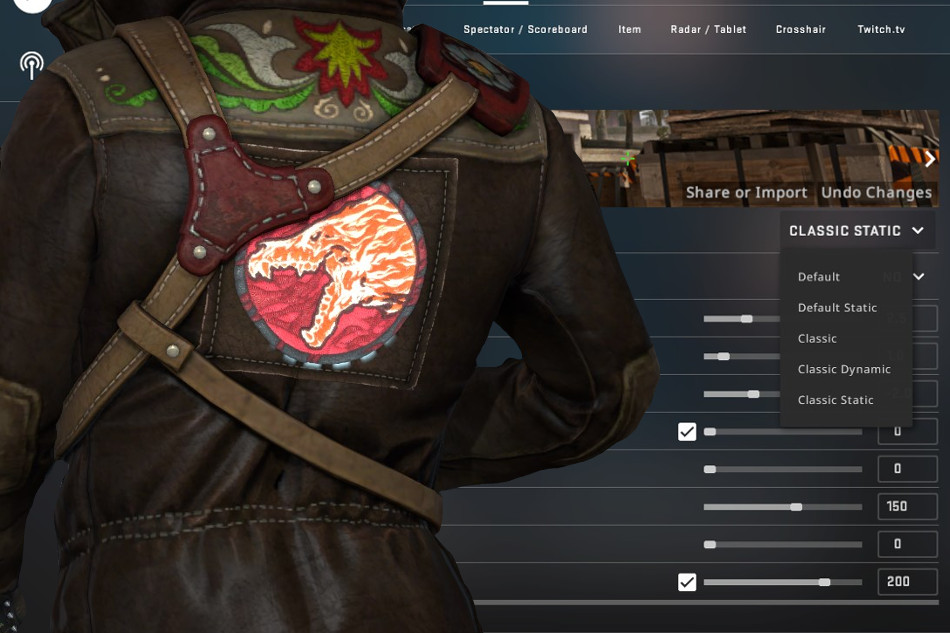 Spectator / Scoreboard Item Radar / Tablet Crosshair Twitch.tv
Share or Import Undo Changes
CLASSIC STATIC
Default
Default Static
Classic
Classic Dynamic
Classic Static
0
0
150
0
200